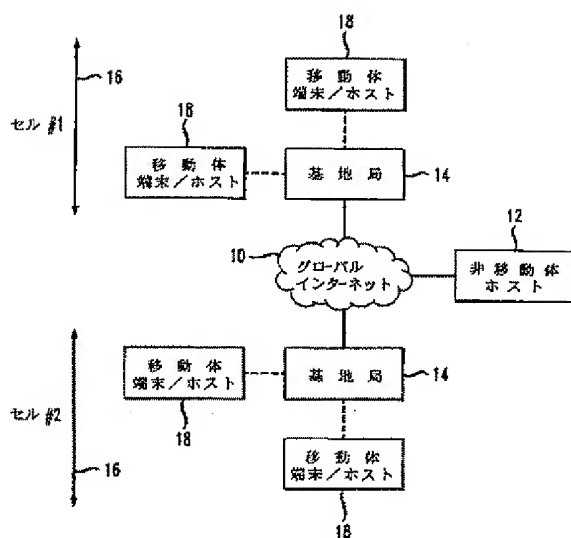 18
移動体
端末/ホスト
16
セル #1
18
移動体
端末/ホスト
基地局
14
10
グローバル
インターネット
12
非移動体
ホスト
移動体
端末/ホスト
18
基地局
14
セル #2
16
移動体
端末/ホスト
18